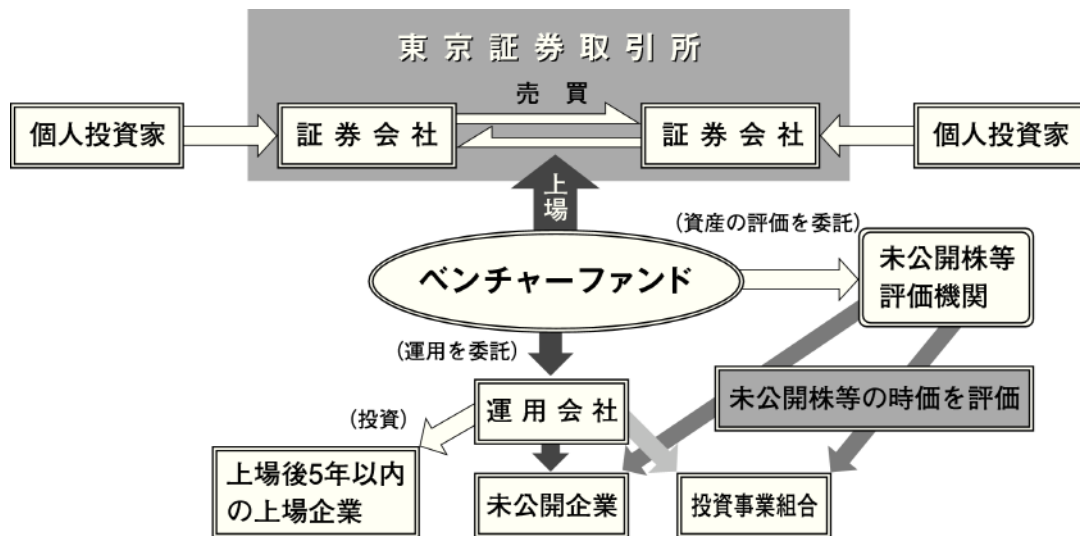 東京証券取引所
売買
個人投資家
証券会社
証券会社
個人投資家
上場
(資産の評価を委託)
ベンチャーファンド
未公開株等
評価機関
(運用を委託)
未公開株等の時価を評価
(投資)
運用会社
上場後5年以内
の上場企業
未公開企業
投資事業組合